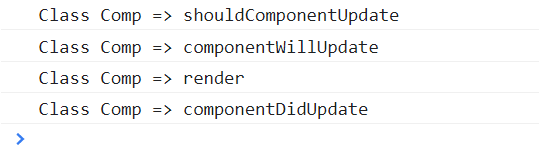 Class Comp => shouldComponentUpdate
Class Comp => componentWillUpdate
Class Comp => render
Class Comp => componentDidUpdate